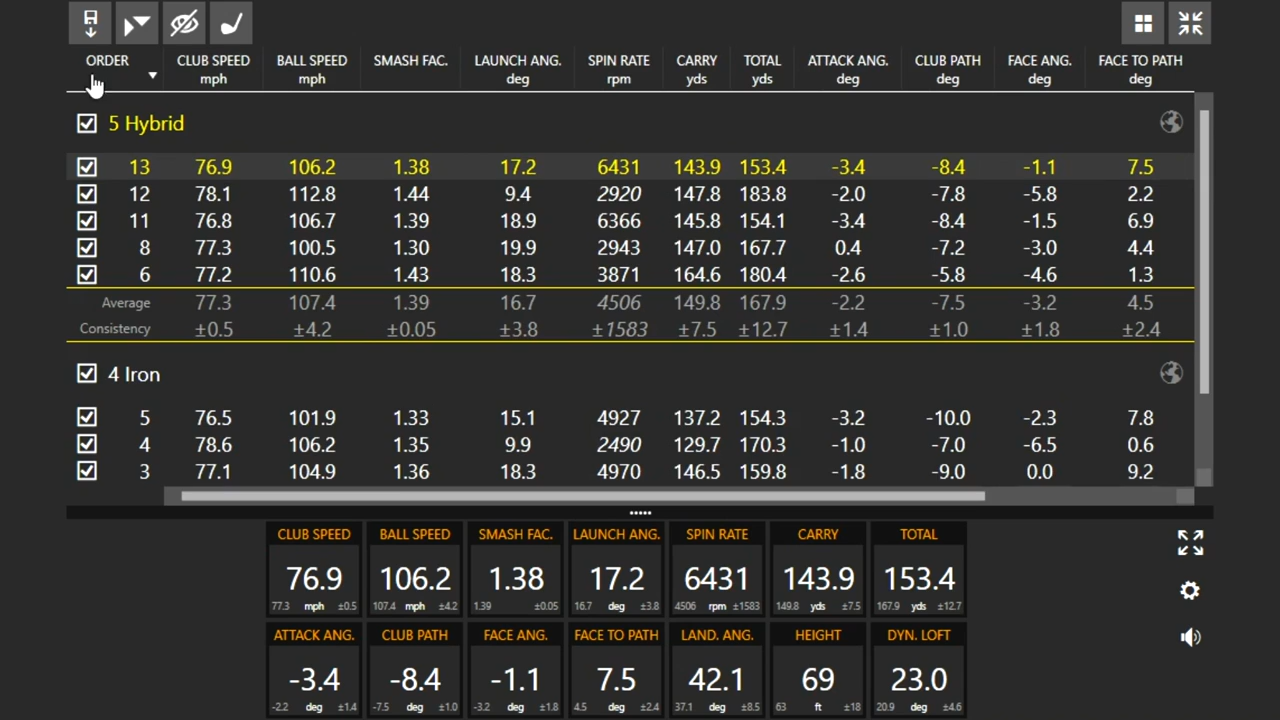 ORDER CLUB SPEED BALL SPEED SMASH FAC. LAUNCH ANG. SPIN RATE CARRY TOTAL ATTACK ANG. CLUB PATH FACE ANG. FACE TO PATH
mph mph deg rpm yds yds deg deg deg deg
5 Hybrid
13 76.9 106.2 1.38 17.2 6431 143.9 153.4 -3.4 -8.4 -1.1 7.5
12 78.1 112.8 1.44 9.4 2920 147.8 183.8 -2.0 -7.8 -5.8 2.2
11 76.8 106.7 1.39 18.9 6366 145.8 154.1 -3.4 -8.4 -1.5 6.9
8 77.3 100.5 1.30 19.9 2943 147.0 167.7 0.4 -7.2 -3.0 4.4
6 77.2 110.6 1.43 18.3 3871 164.6 180.4 -2.6 -5.8 -4.6 1.3
Average 77.3 107.4 1.39 16.7 4506 149.8 167.9 -2.2 -7.5 -3.2 4.5
Consistency ±0.5 ±4.2 ±0.05 ±3.8 ±1583 ±7.5 ±12.7 ±1.4 ±1.0 ±1.8 ±2.4
4 Iron
5 76.5 101.9 1.33 15.1 4927 137.2 154.3 -3.2 -10.0 -2.3 7.8
4 78.6 106.2 1.35 9.9 2490 129.7 170.3 -1.0 -7.0 -6.5 0.6
3 77.1 104.9 1.36 18.3 4970 146.5 159.8 -1.8 -9.0 0.0 9.2
CLUB SPEED BALL SPEED SMASH FAC. LAUNCH ANG. SPIN RATE CARRY TOTAL
76.9 106.2 1.38 17.2 6431 143.9 153.4
77.3 mph ±0.5 107.4 mph ±4.2 1.39 ±0.05 16.7 deg ±3.8 4506 rpm ±1583 149.8 yds ±7.5 167.9 yds ±12.7
ATTACK ANG. CLUB PATH FACE ANG. FACE TO PATH LAND. ANG. HEIGHT DYN. LOFT
-3.4 -8.4 -1.1 7.5 42.1 69 23.0
-2.2 deg ±1.4 -7.5 deg ±1.0 -3.2 deg ±1.8 4.5 deg ±2.4 37.1 deg ±8.5 63 ft ±18 20.9 deg ±4.6